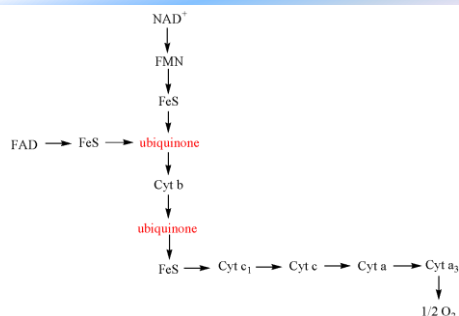 NAD+
FMN
FeS
FAD FeS ubiquinone
Cyt b
ubiquinone
FeS Cyt c1 Cyt c Cyt a Cyt a3
1/2 O2